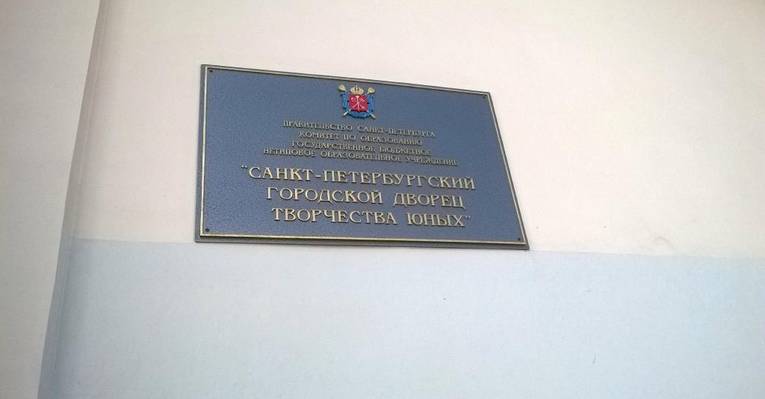 ПРАВИТЕЛЬСТВО САНКТ-ПЕТЕРБУРГА
КОМИТЕТ ПО ОБРАЗОВАНИЮ
ГОСУДАРСТВЕННОЕ БЮДЖЕТНОЕ
НЕТИПОВОЕ ОБРАЗОВАТЕЛЬНОЕ УЧРЕЖДЕНИЕ
"САНКТ-ПЕТЕРБУРГСКИЙ
ГОРОДСКОЙ ДВОРЕЦ
ТВОРЧЕСТВА ЮНЫХ"